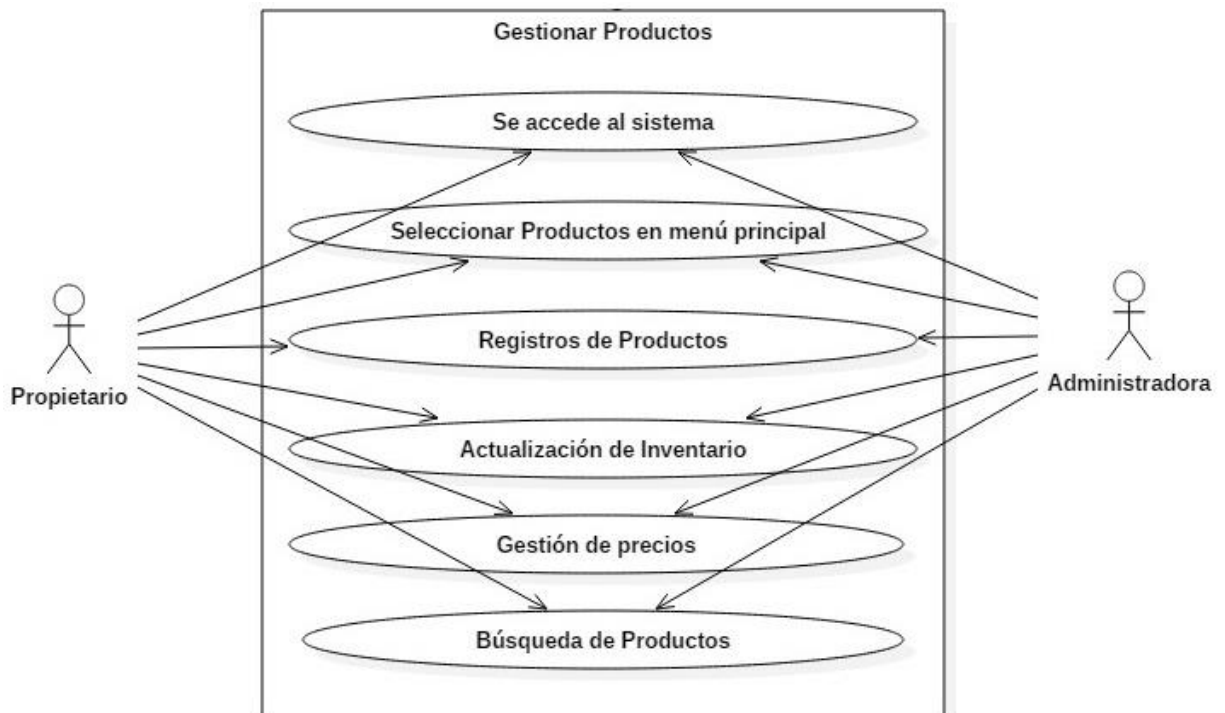 Gestionar Productos
Se accede al sistema
Seleccionar Productos en menú principal
Registros de Productos
Propietario
Administradora
Actualización de Inventario
Gestión de precios
Búsqueda de Productos